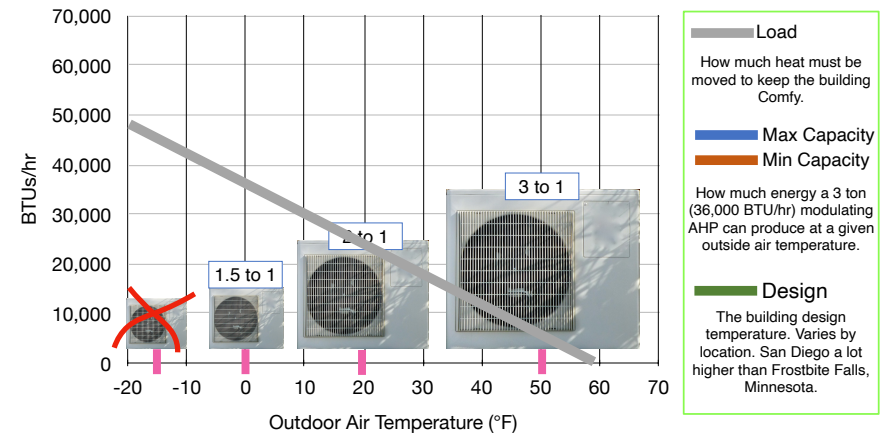 70,000
60,000
50,000
40,000
30,000
20,000
10,000
0
BTUs/hr
-20 -10 0 10 20 30 40 50 60 70
Outdoor Air Temperature (°F)
1.5 to 1
2 to 1
3 to 1
Load
How much heat must be
moved to keep the building
Comfy.
Max Capacity
Min Capacity
How much energy a 3 ton
(36,000 BTU/hr) modulating
AHP can produce at a given
outside air temperature.
Design
The building design
temperature. Varies by
location. San Diego a lot
higher than Frostbite Falls,
Minnesota.